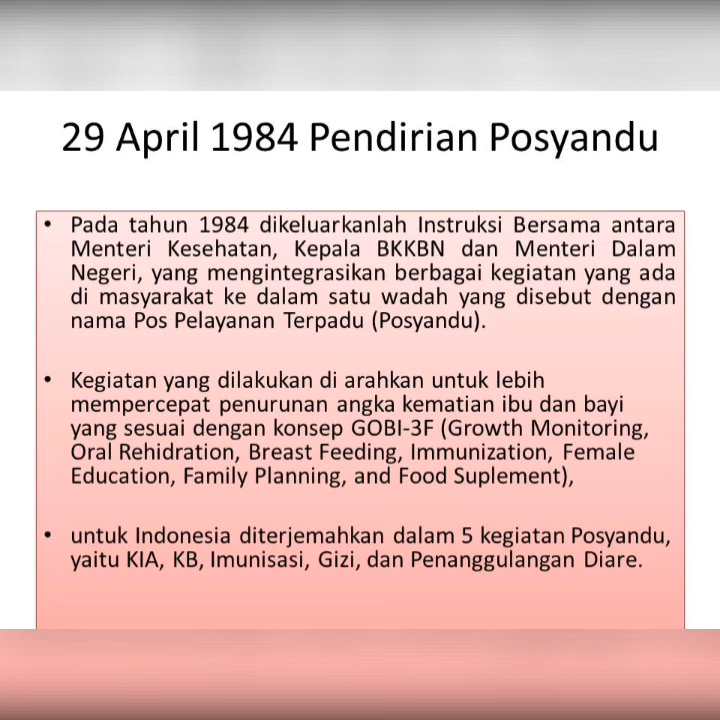 29 April 1984 Pendirian Posyandu
• Pada tahun 1984 dikeluarkanlah Instruksi Bersama antara
Menteri Kesehatan, Kepala BKKBN dan Menteri Dalam
Negeri, yang mengintegrasikan berbagai kegiatan yang ada
di masyarakat ke dalam satu wadah yang disebut dengan
nama Pos Pelayanan Terpadu (Posyandu).
• Kegiatan yang dilakukan di arahkan untuk lebih
mempercepat penurunan angka kematian ibu dan bayi
yang sesuai dengan konsep GOBI-3F (Growth Monitoring,
Oral Rehidration, Breast Feeding, Immunization, Female
Education, Family Planning, and Food Suplement),
• untuk Indonesia diterjemahkan dalam 5 kegiatan Posyandu,
yaitu KIA, KB, Imunisasi, Gizi, dan Penanggulangan Diare.